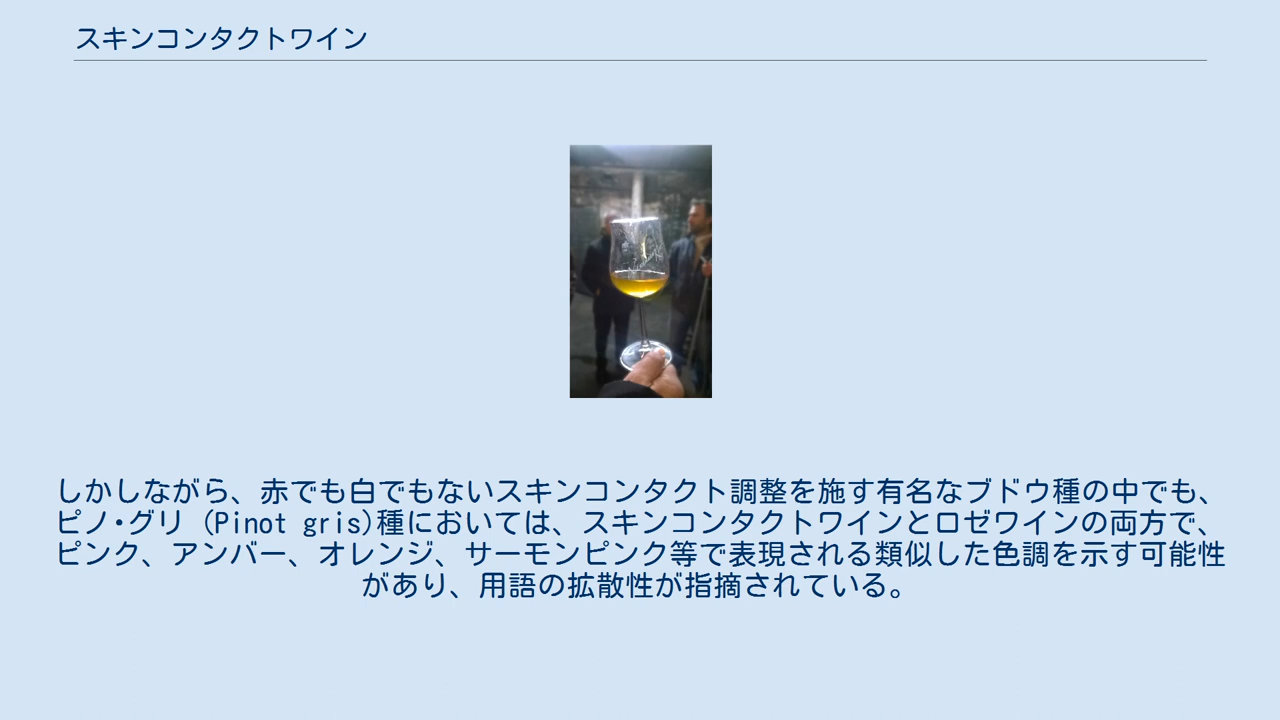 スキンコンタクトワイン
しかしながら、赤でも白でもないスキンコンタクト調整を施す有名なブドウ種の中でも、
ピノ・グリ (Pinot gris)種においては、スキンコンタクトワインとロゼワインの両方で、
ピンク、アンバー、オレンジ、サーモンピンク等で表現される類似した色調を示す可能性
があり、用語の拡散性が指摘されている。